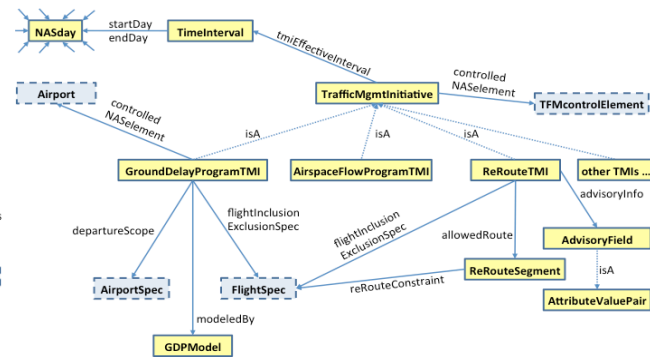 NASday
startDay
endDay
TimeInterval
tmiEffectiveInterval
Airport
controlled
NASelement
TrafficMgmtInitiative
controlled
NASelement
TFMcontrolElement
isA
isA
isA
GroundDelayProgramTMI
AirspaceFlowProgramTMI
ReRouteTMI
other TMIs ...
departureScope
flightInclusion
ExclusionSpec
flightInclusion
ExclusionSpec
allowedRoute
advisoryInfo
AdvisoryField
AirportSpec
FlightSpec
reRouteConstraint
ReRouteSegment
isA
AttributeValuePair
modeledBy
GDPModel